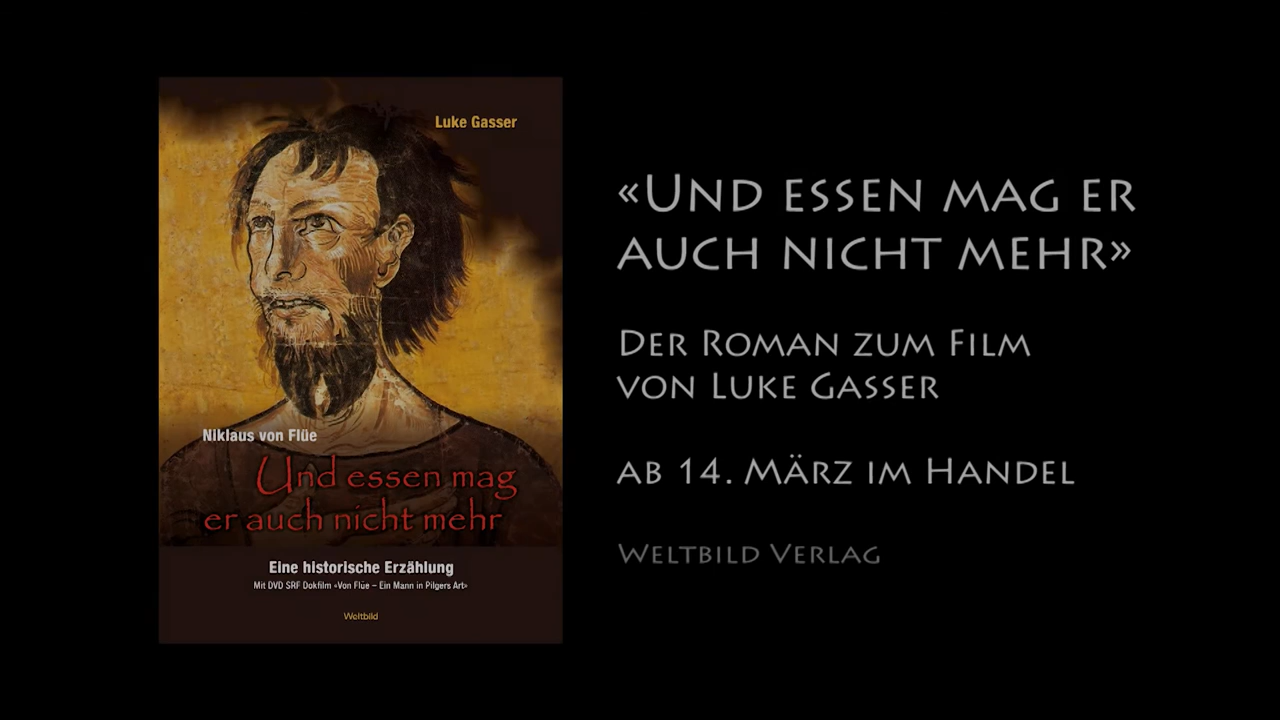 Luke Gasser
Niklaus von Flüe
Und essen mag
er auch nicht mehr
Eine historische Erzählung
Mit DVD SRF Dokfilm «Von Flüe – Ein Mann in Pilgers Art»
Weltbild
«Und essen mag er
auch nicht mehr»
Der Roman zum Film
von Luke Gasser
ab 14. März im Handel
Weltbild Verlag